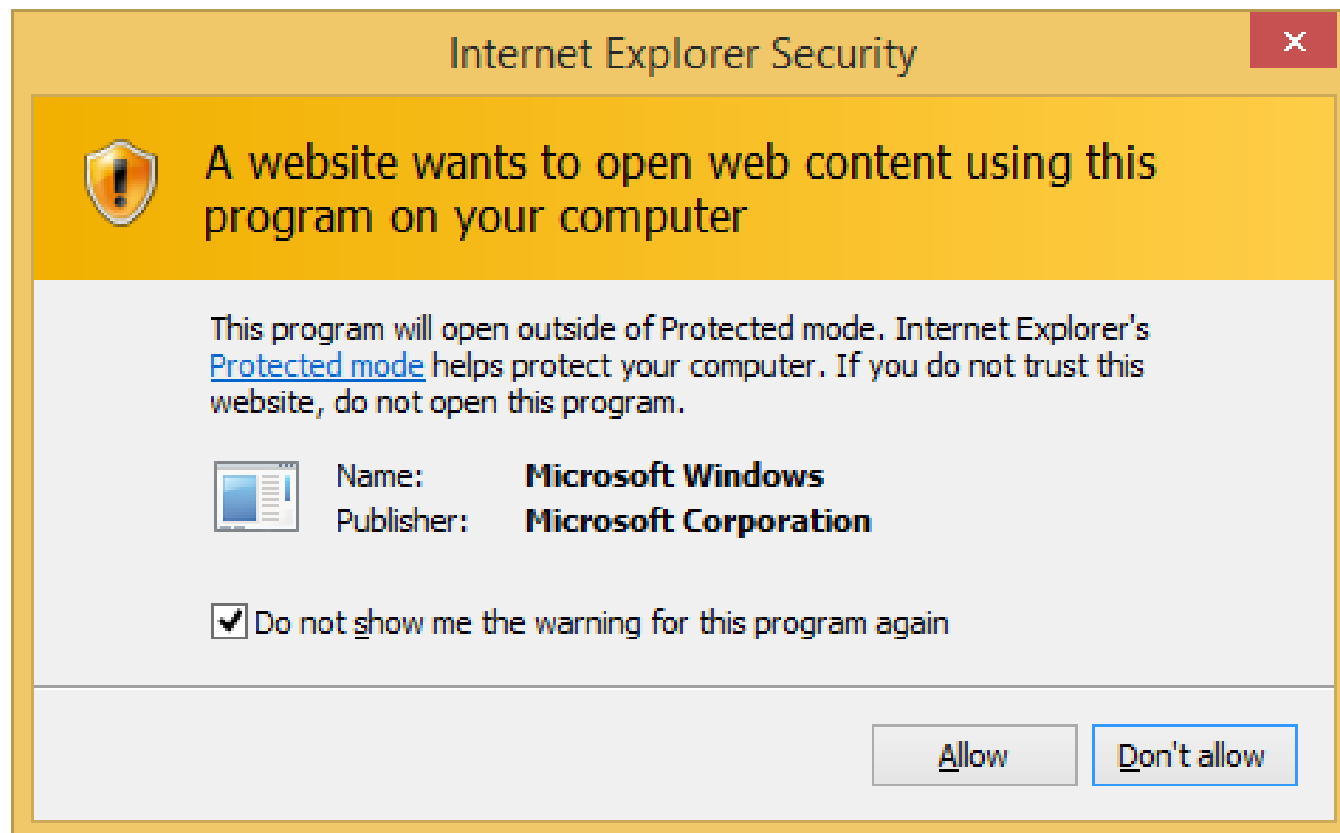 Internet Explorer Security
A website wants to open web content using this
program on your computer
This program will open outside of Protected mode. Internet Explorer's
Protected mode helps protect your computer. If you do not trust this
website, do not open this program.
Name: Microsoft Windows
Publisher: Microsoft Corporation
Do not show me the warning for this program again
Allow Don't allow